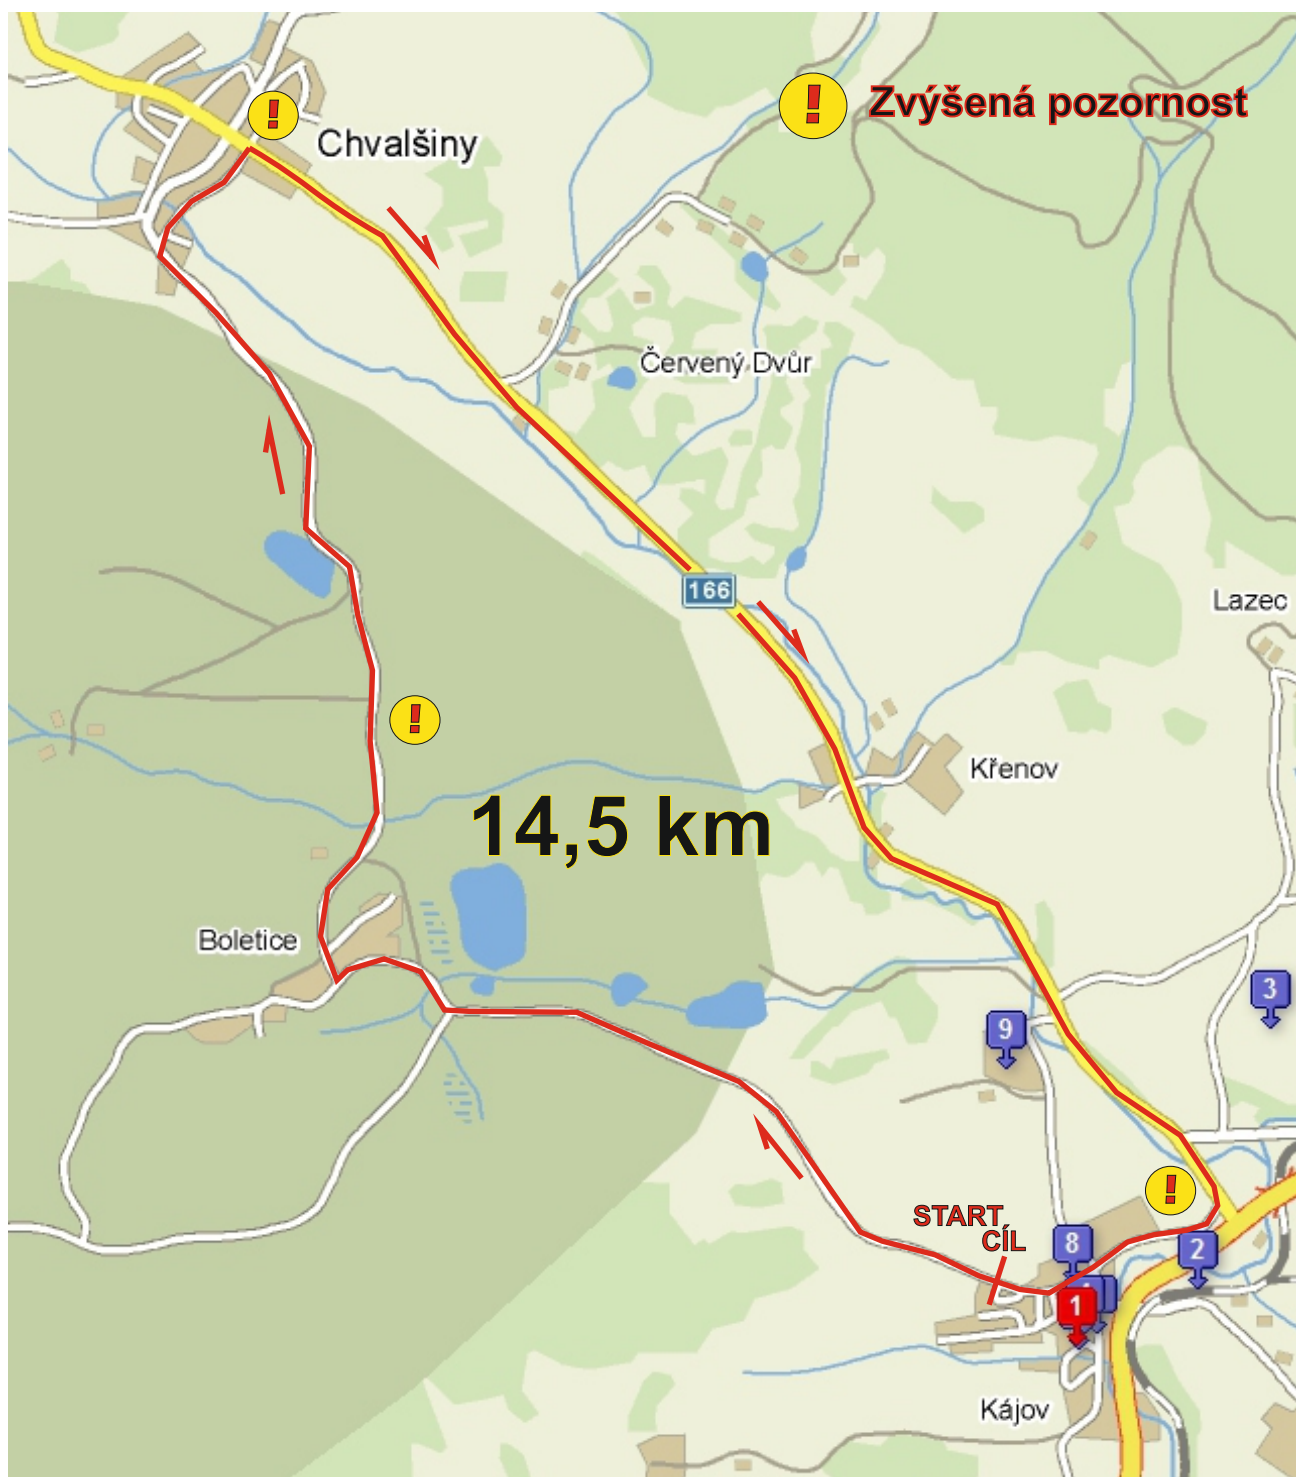 ! Zvýšená pozornost
!
Chvalšiny
Červený Dvůr
166
Lazec
!
Křenov
14,5 km
Boletice
3
9
!
START
CÍL
8
2
1
Kájov